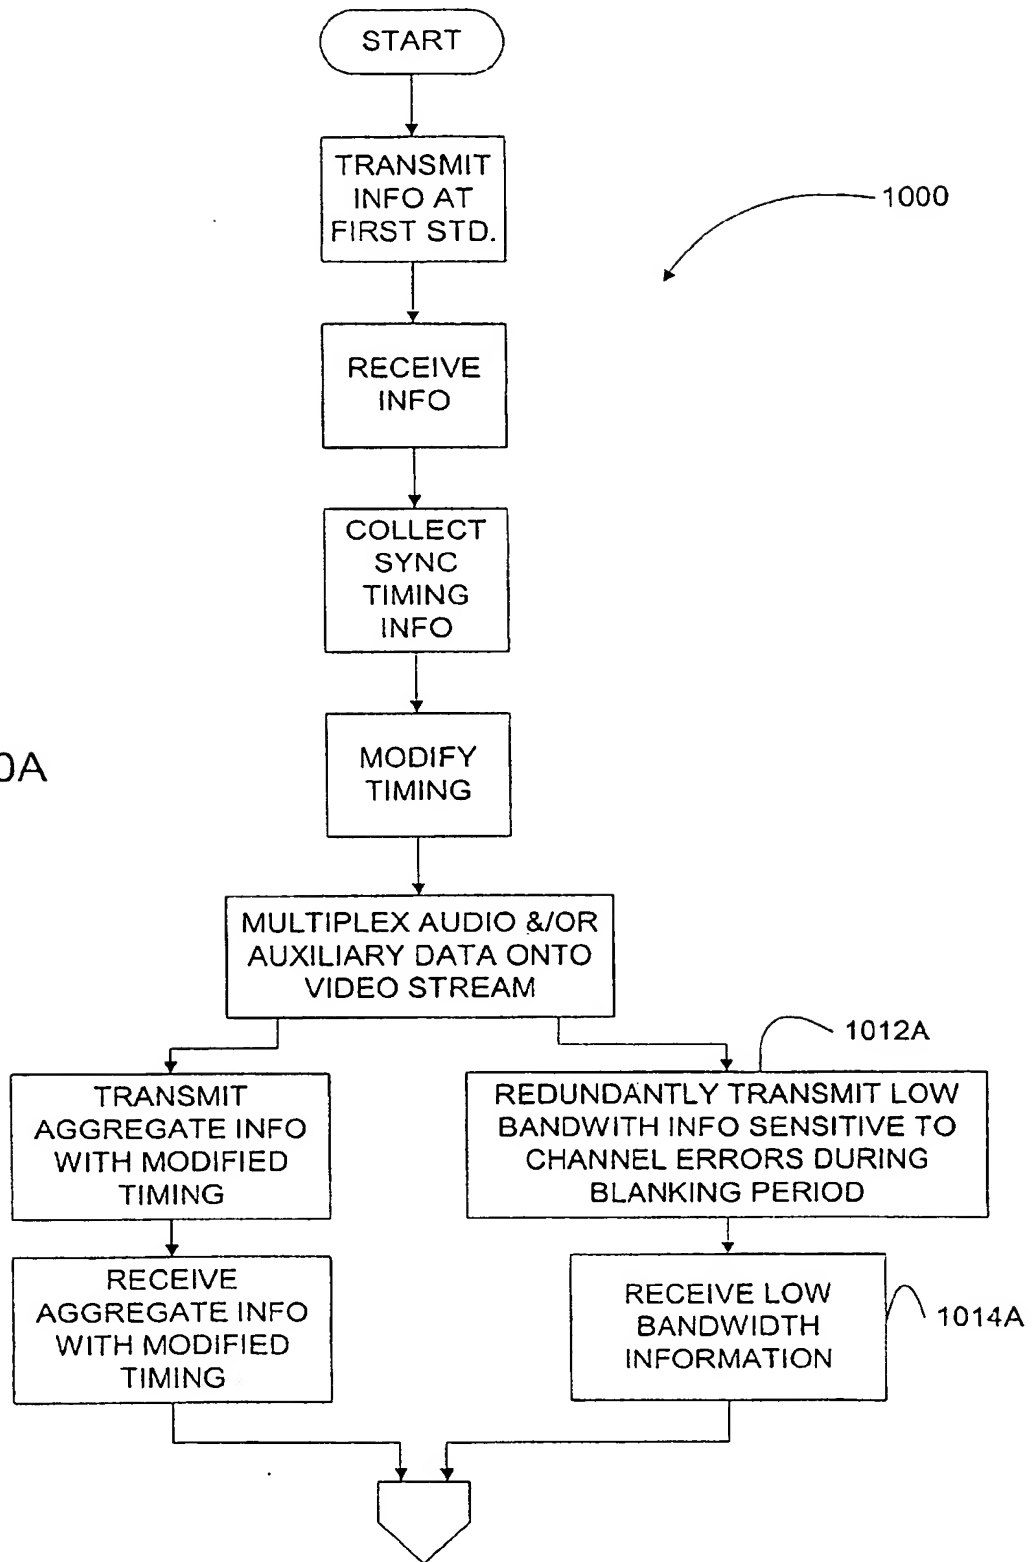 START
TRANSMIT
INFO AT
FIRST STD.
1000
RECEIVE
INFO
COLLECT
SYNC
TIMING
INFO
0A
MODIFY
TIMING
MULTIPLEX AUDIO &/OR
AUXILIARY DATA ONTO
VIDEO STREAM
1012A
TRANSMIT
AGGREGATE INFO
WITH MODIFIED
TIMING
REDUNDANTLY TRANSMIT LOW
BANDWITH INFO SENSITIVE TO
CHANNEL ERRORS DURING
BLANKING PERIOD
RECEIVE
AGGREGATE INFO
WITH MODIFIED
TIMING
RECEIVE LOW
BANDWIDTH
INFORMATION
1014A